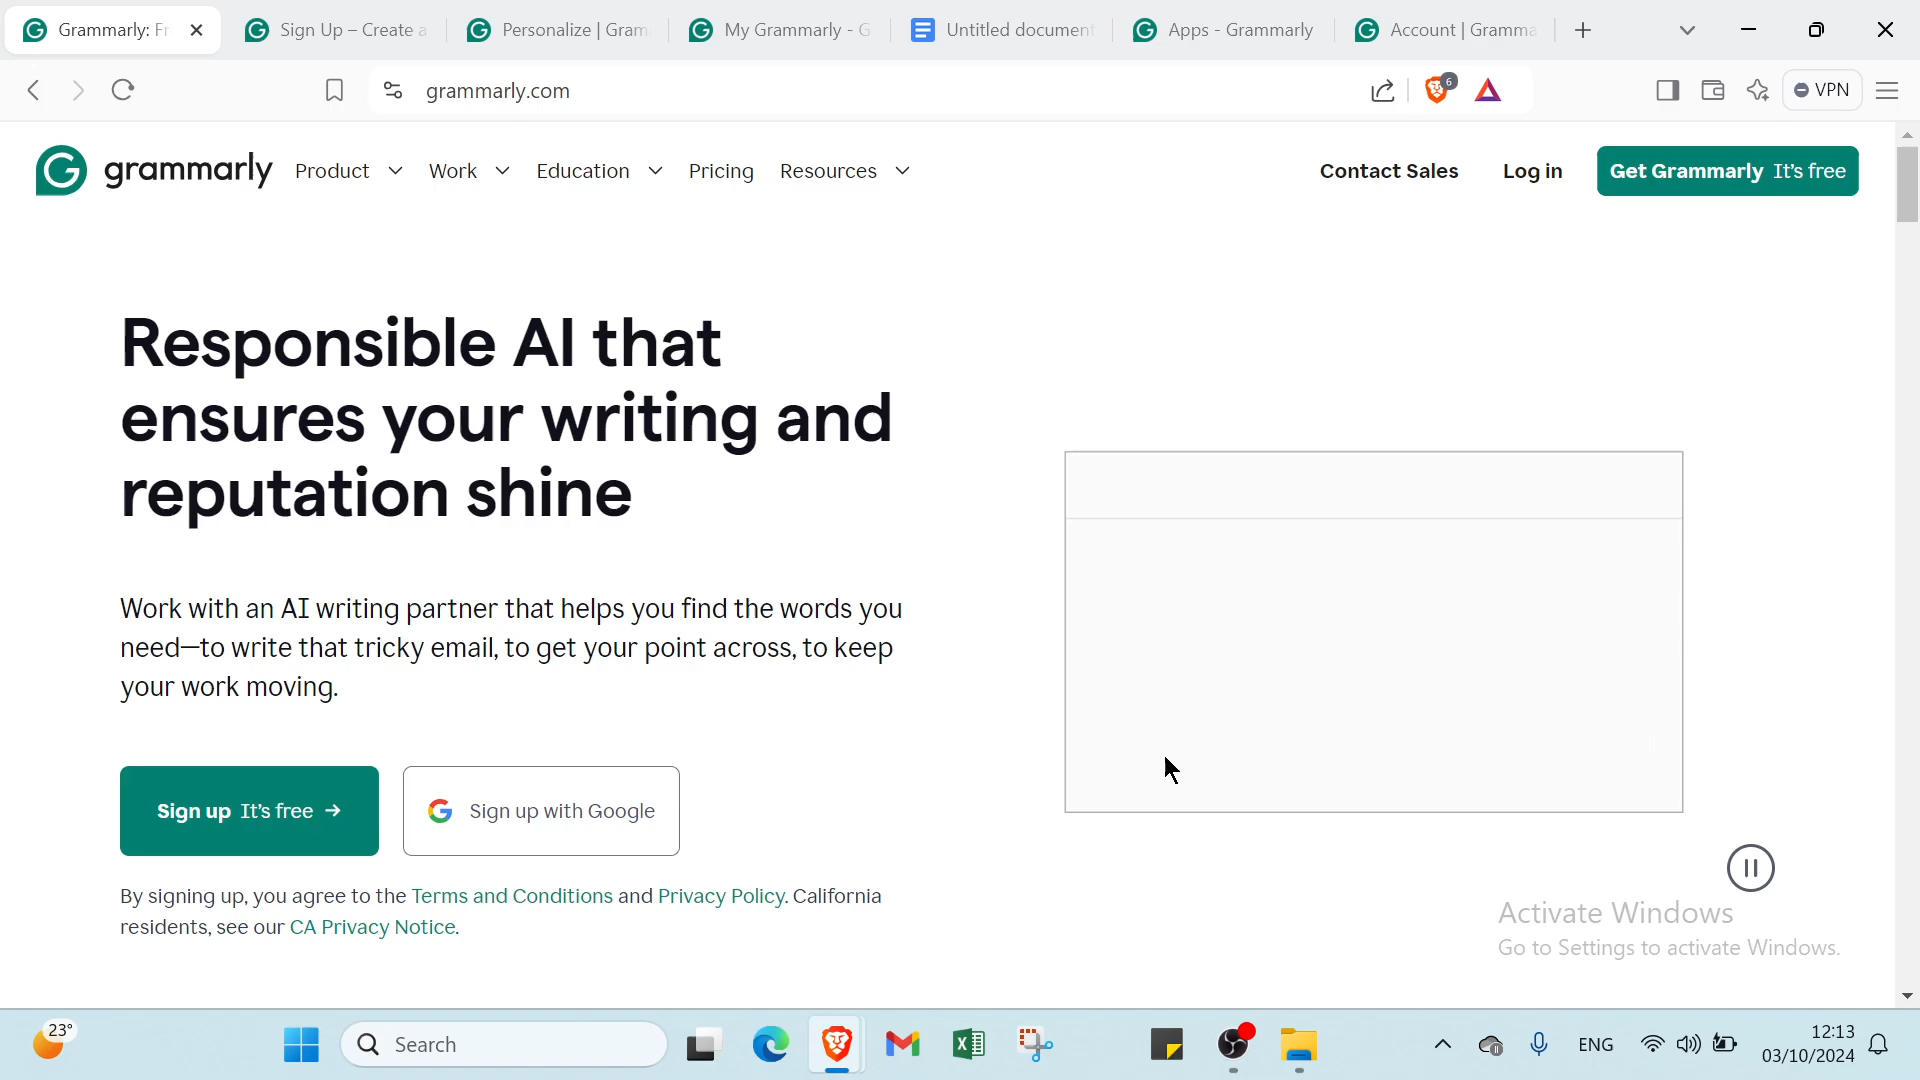 Grammarly: Fr
Sign Up – Create a
Personalize | Gram
My Grammarly - G
Untitled document
Apps - Grammarly
Account | Gramma
grammarly.com
6
VPN
grammarly
Product
Work
Education
Pricing
Resources
Contact Sales
Log in
Get Grammarly It's free
Responsible AI that
ensures your writing and
reputation shine
Work with an AI writing partner that helps you find the words you
need—to write that tricky email, to get your point across, to keep
your work moving.
Sign up It's free →
Sign up with Google
By signing up, you agree to the Terms and Conditions and Privacy Policy. California
residents, see our CA Privacy Notice.
Activate Windows
Go to Settings to activate Windows.
23°
Search
ENG
12:13
03/10/2024